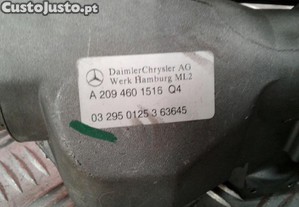 CustoJusto.pt
DaimlerChrysler AG
Werk Hamburg ML2
A 209 460 1516 Q4
03 295 0125 3 63645